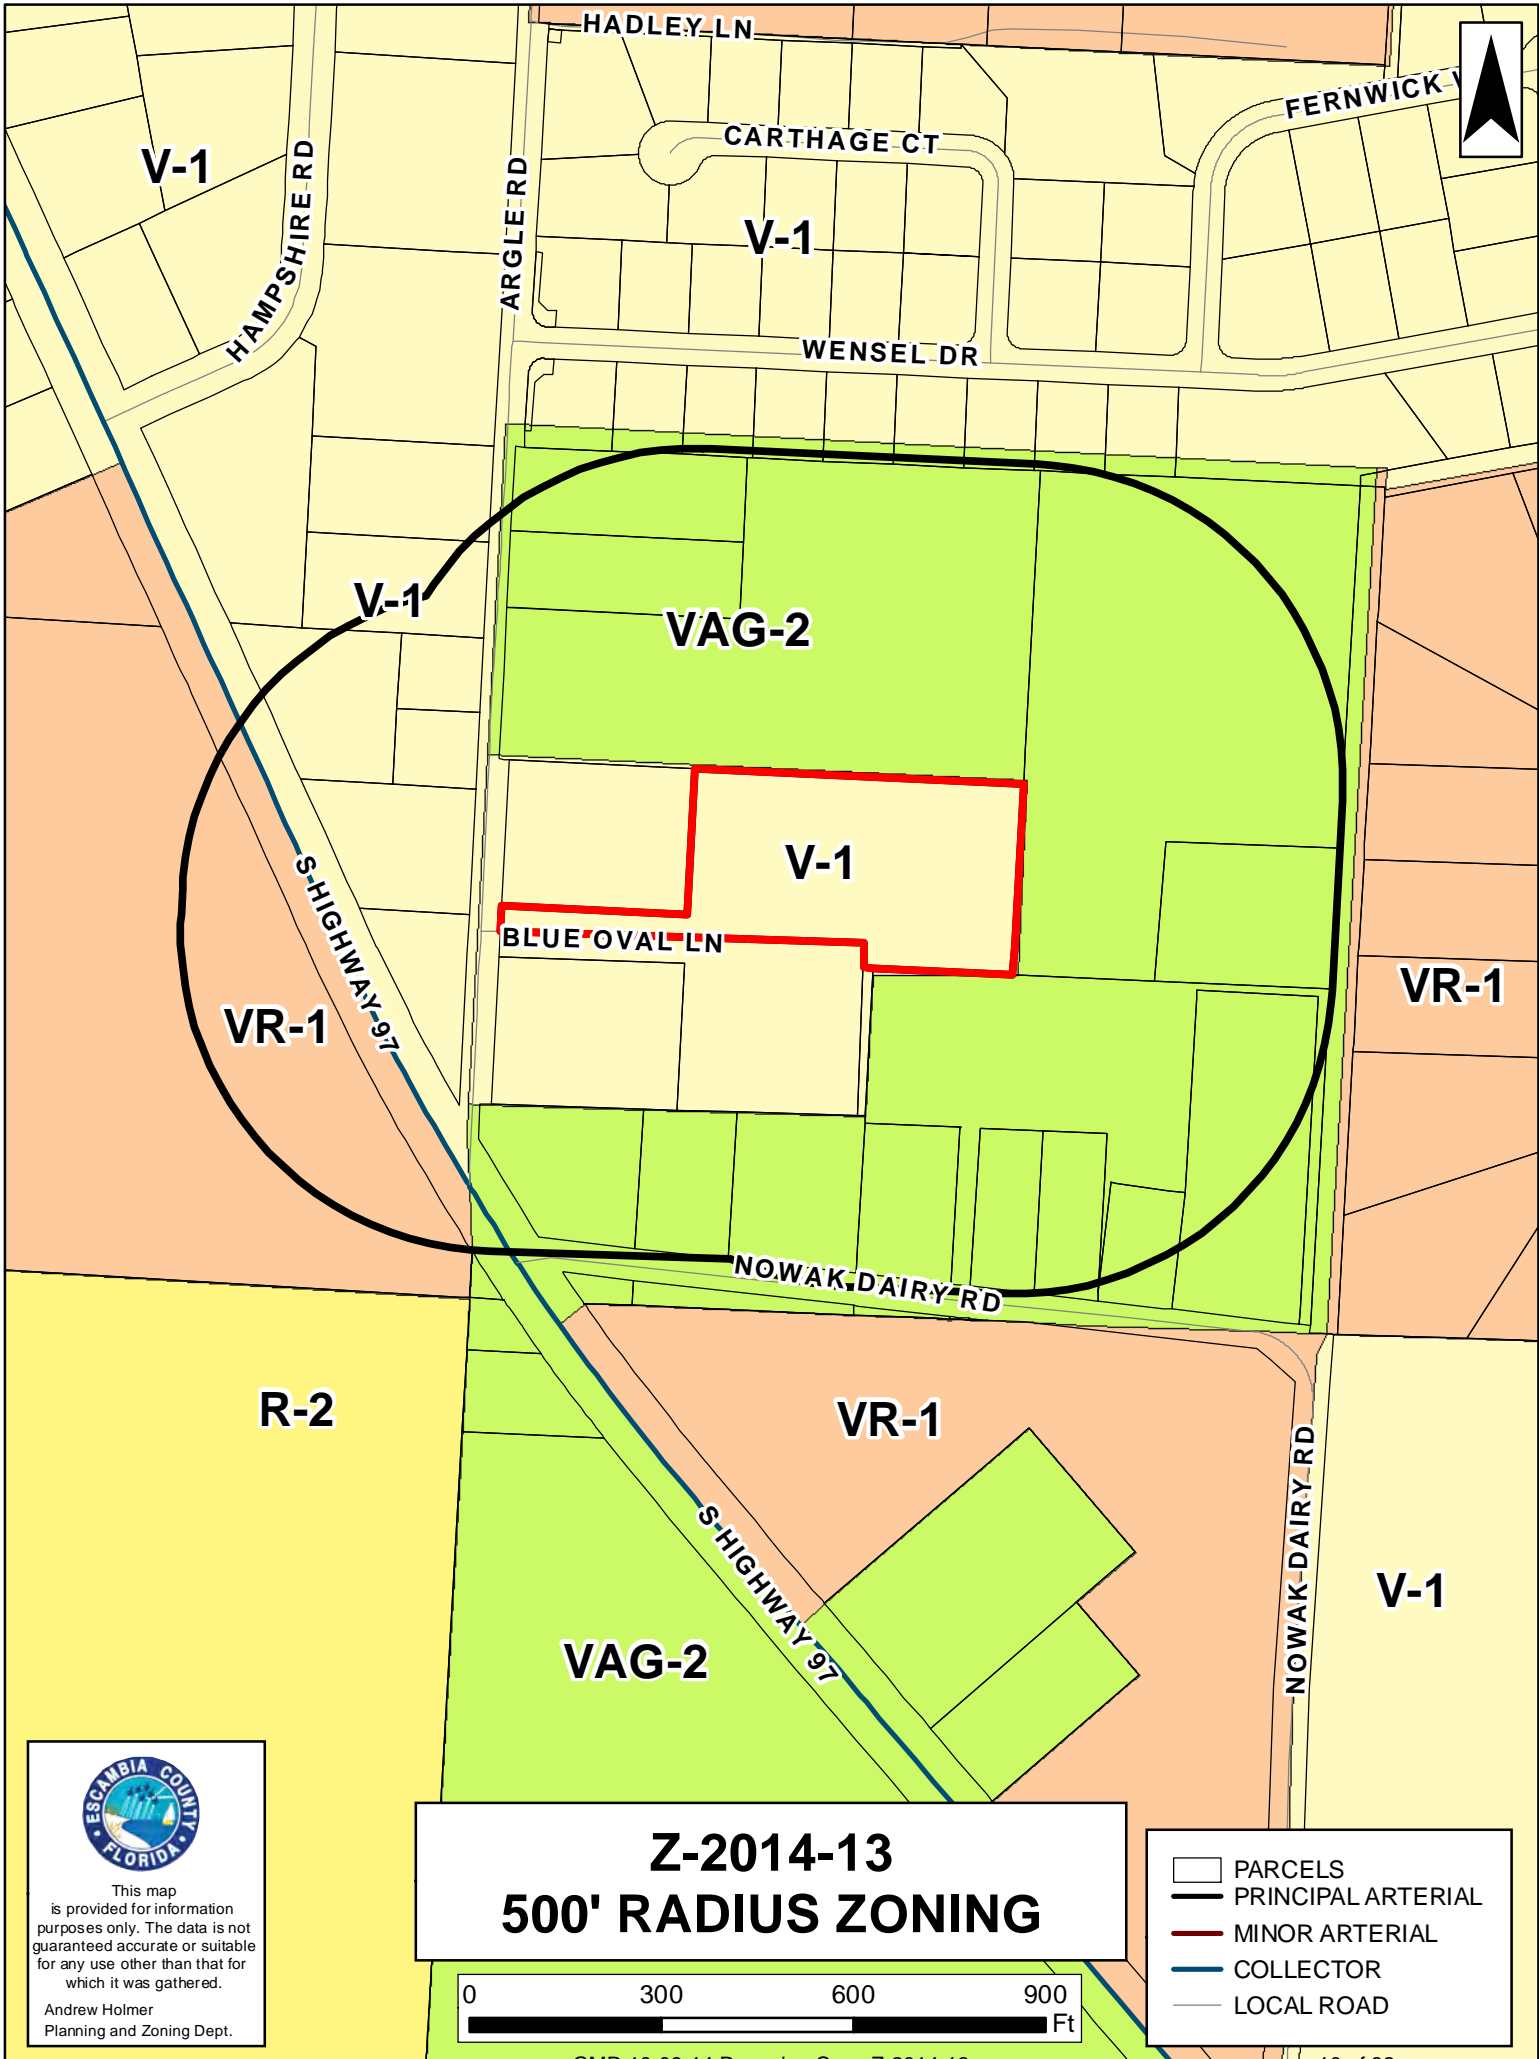 HADLEY LN
FERNWICK
CARTHAGE CT
V-1
HAMPSHIRE RD
ARGLE RD
V-1
WENSEL DR
V-1
VAG-2
V-1
S HIGHWAY 97
BLUE OVAL LN
VR-1
VR-1
NOWAK DAIRY RD
R-2
VR-1
NOWAK DAIRY RD
S HIGHWAY 97
V-1
VAG-2
ESCAMBIA COUNTY
FLORIDA
This map
is provided for information
purposes only. The data is not
guaranteed accurate or suitable
for any use other than that for
which it was gathered.
Andrew Holmer
Planning and Zoning Dept.
Z-2014-13
500' RADIUS ZONING
0 300 600 900
Ft
PARCELS
PRINCIPAL ARTERIAL
MINOR ARTERIAL
COLLECTOR
LOCAL ROAD